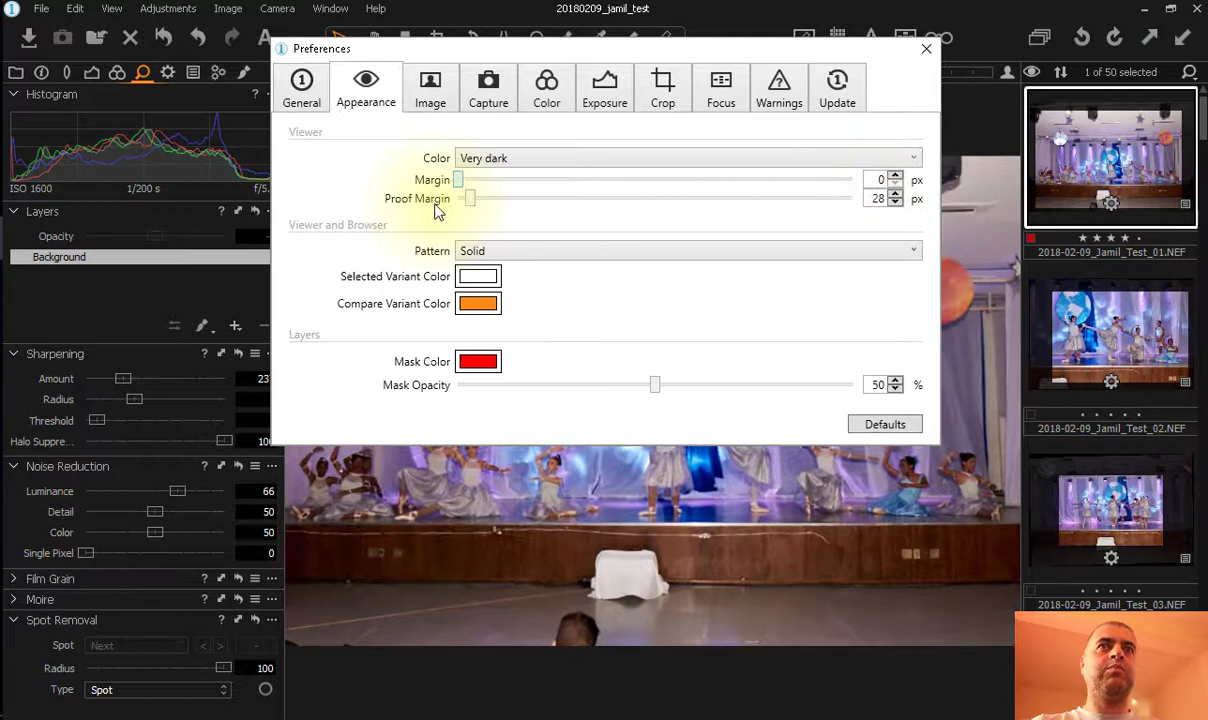 File Edit View Adjustments Image Camera Window Help
20180209_jamil_test
Preferences
1 of 50 selected
General Appearance Image Capture Color Exposure Crop Focus Warnings Update
Histogram
ISO 1600 1/200 s f/5.
Layers
Opacity
Background
Sharpening
Amount 23
Radius
Threshold
Halo Suppre... 100
Noise Reduction
Luminance 66
Detail 50
Color 50
Single Pixel 0
Film Grain
Moire
Spot Removal
Spot Next
Radius 100
Type Spot
Viewer
Color Very dark
Margin 0 px
Proof Margin 28 px
Viewer and Browser
Pattern Solid
Selected Variant Color
Compare Variant Color
Layers
Mask Color
Mask Opacity 50 %
Defaults
2018-02-09_Jamil_Test_01.NEF
2018-02-09_Jamil_Test_02.NEF
2018-02-09_Jamil_Test_03.NEF